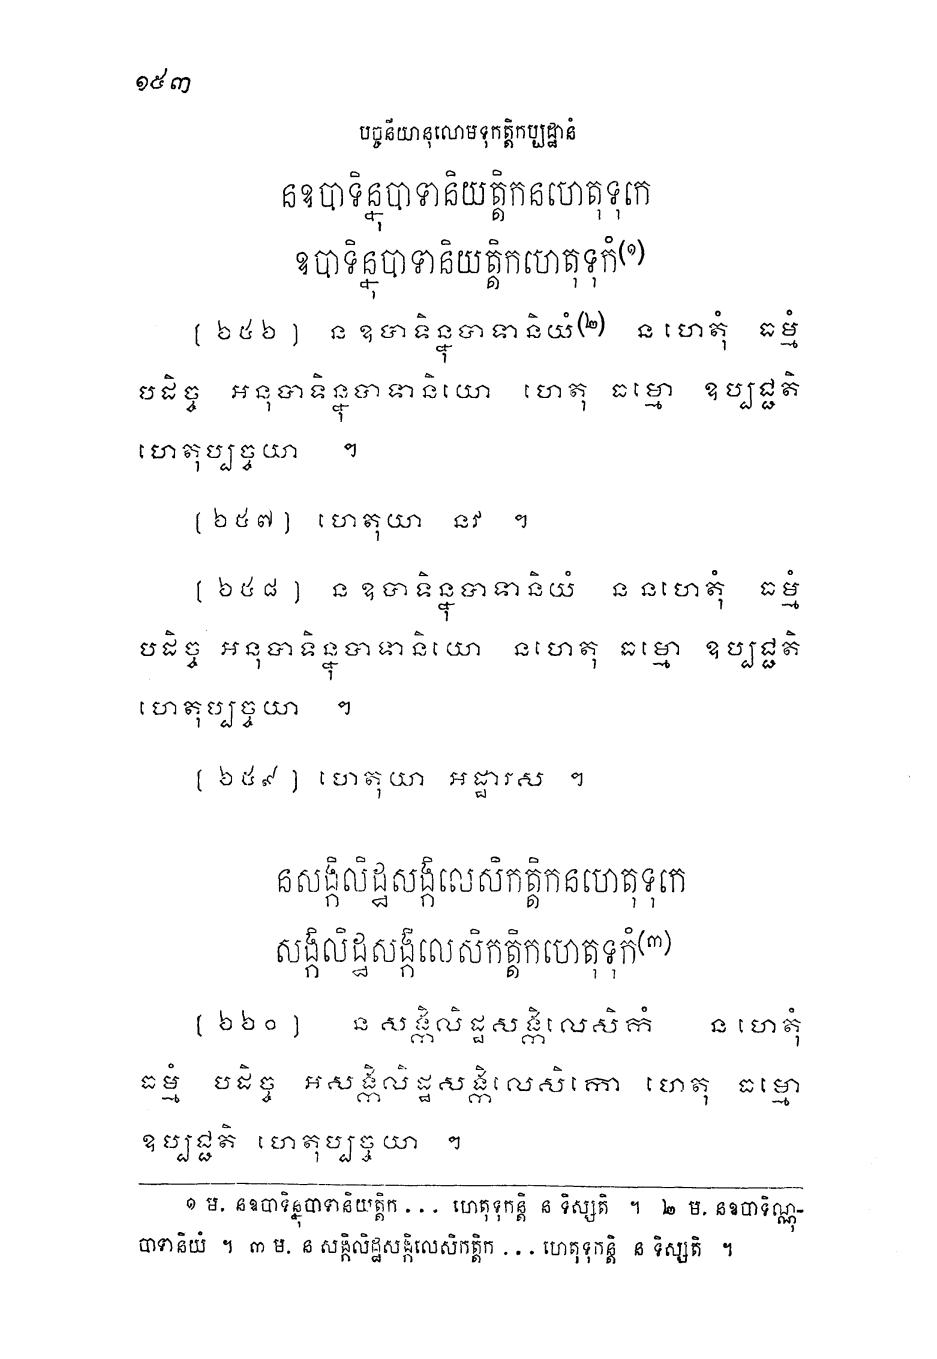 ១៥៣
បច្ចនីយានុលោមទុកត្តិកប្បដ្ឋានំ
នឧបាទិន្នុបាទានិយត្តិកនហេតុទុកេ
ឧបាទិន្នុបាទានិយត្តិកហេតុទុកំ(១)
[ ៦៥៦ ] ន ឧបាទិន្នុបាទានិយំ(២) ន ហេតុំ ធម្មំ
បដិច្ច អនុបាទិន្នុបាទានិយោ ហេតុ ធម្មោ ឧប្បជ្ជតិ
ហេតុប្បច្ចយា ។
[ ៦៥៧ ] ហេតុយា នវ ។
[ ៦៥៨ ] ន ឧបាទិន្នុបាទានិយំ ន នហេតុំ ធម្មំ
បដិច្ច អនុបាទិន្នុបាទានិយោ នហេតុ ធម្មោ ឧប្បជ្ជតិ
ហេតុប្បច្ចយា ។
[ ៦៥៩ ] ហេតុយា អដ្ឋារស ។
នសង្កិលិដ្ឋសង្កិលេសិកត្តិកនហេតុទុកេ
សង្កិលិដ្ឋសង្កិលេសិកត្តិកហេតុទុកំ(៣)
[ ៦៦០ ] ន សង្កិលិដ្ឋសង្កិលេសិកំ ន ហេតុំ
ធម្មំ បដិច្ច អសង្កិលិដ្ឋសង្កិលេសិកោ ហេតុ ធម្មោ
ឧប្បជ្ជតិ ហេតុប្បច្ចយា ។
១ ម. នឧបាទិន្នុបាទានិយត្តិក ... ហេតុទុកន្តិ ន ទិស្សតិ ។ ២ ម. នឧបាទិណ្ណុ-
បាទានិយំ ។ ៣ ម. ន សង្កិលិដ្ឋសង្កិលេសិកត្តិក ... ហេតុទុកន្តិ ន ទិស្សតិ ។